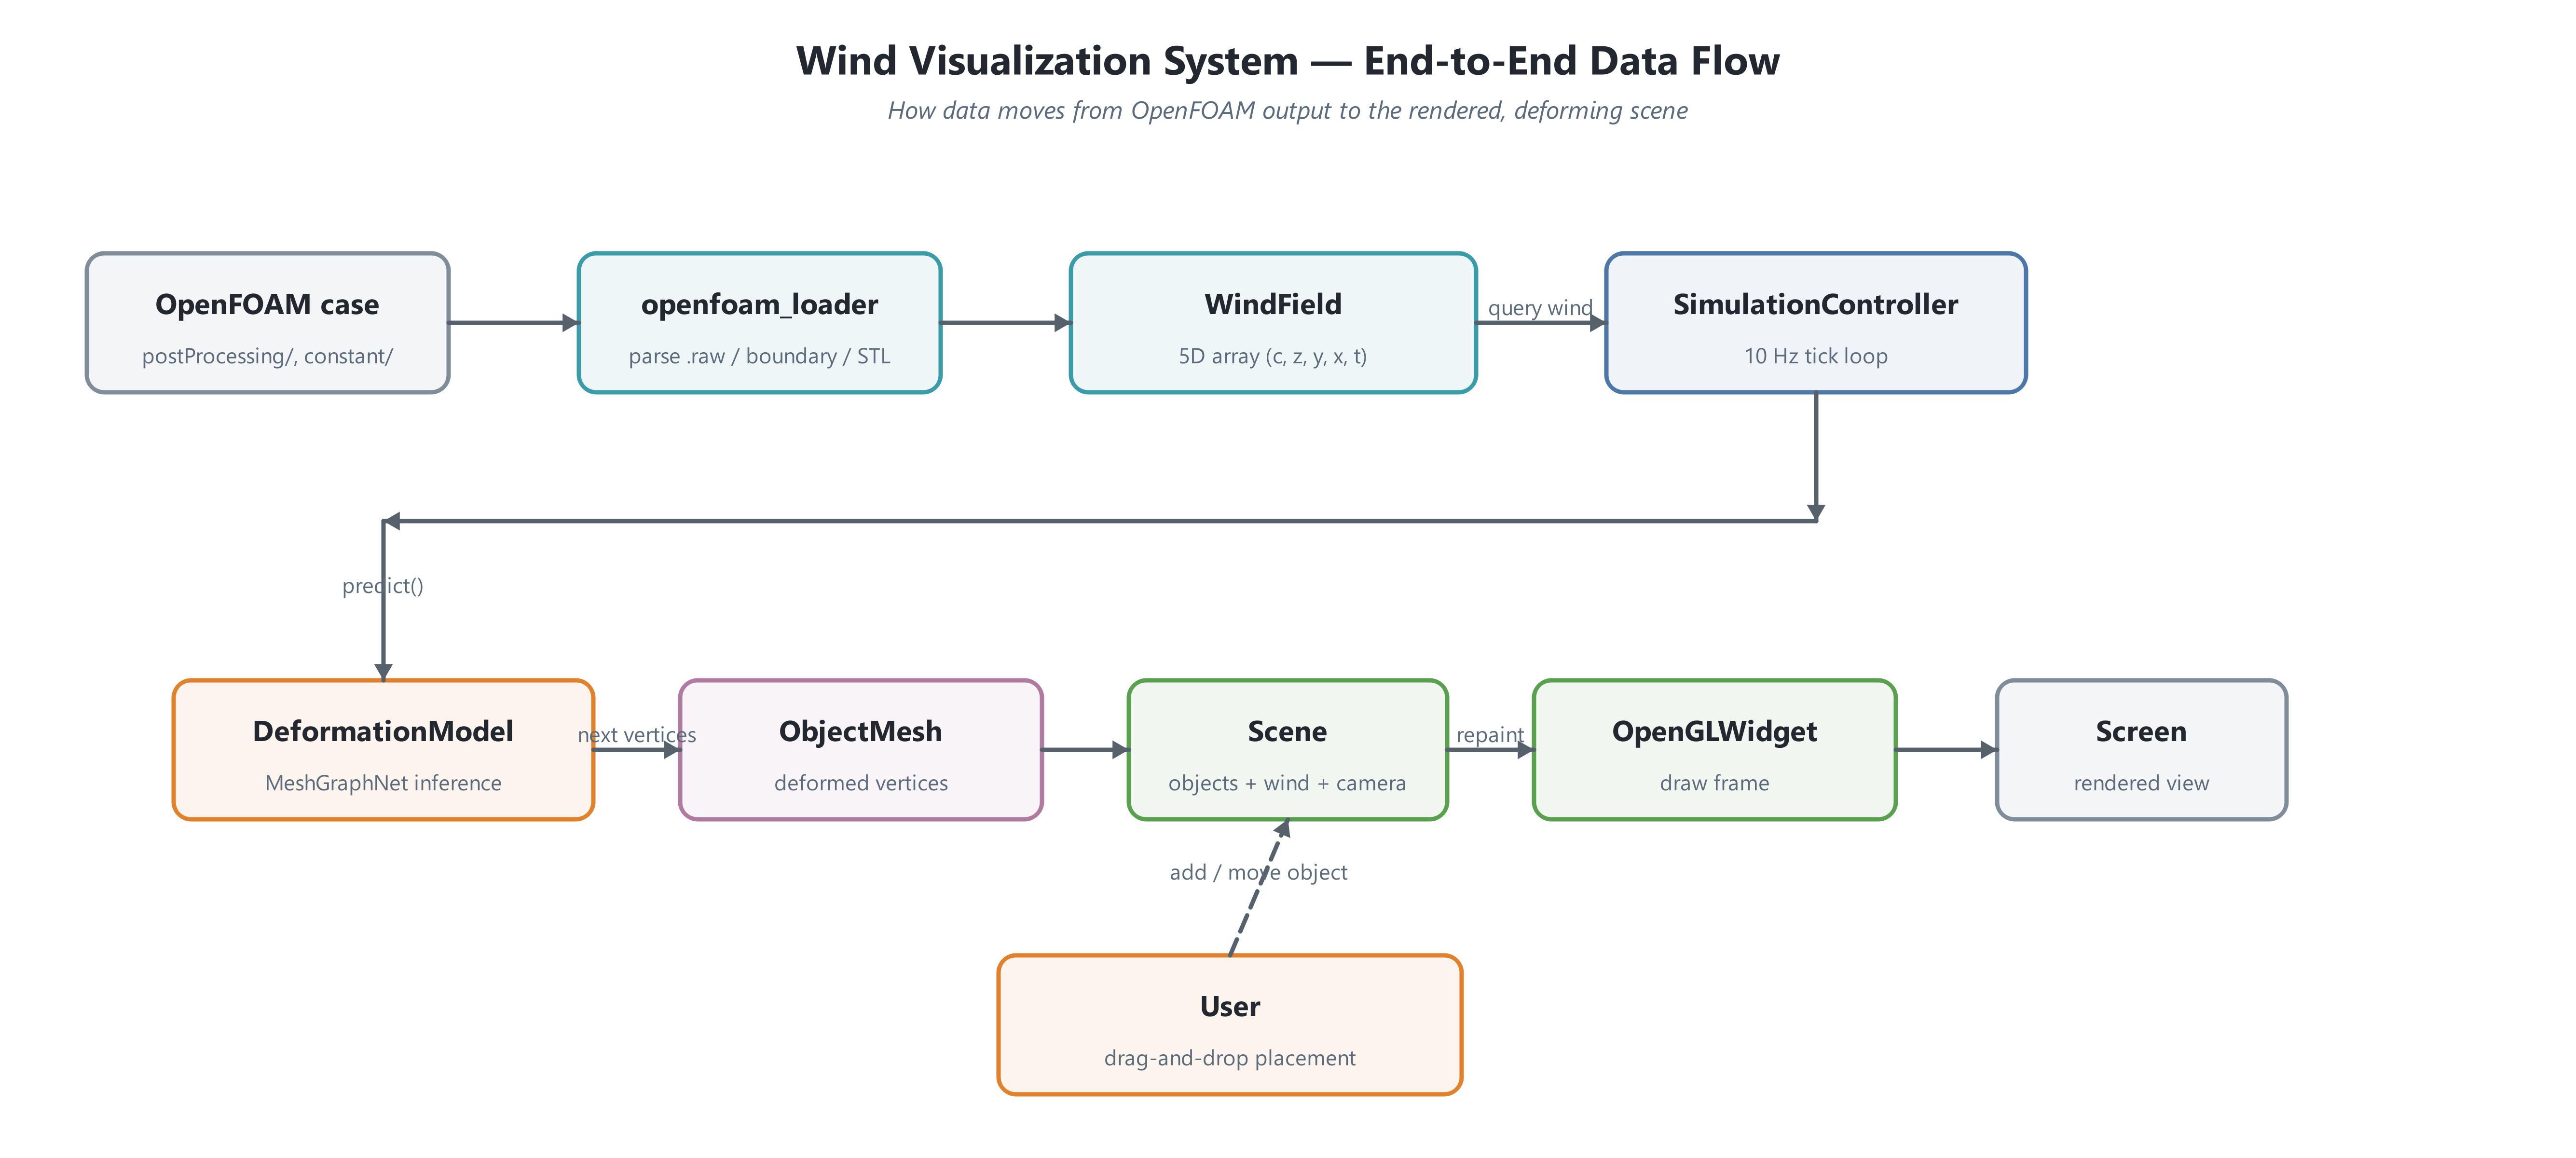 Wind Visualization System — End-to-End Data Flow
How data moves from OpenFOAM output to the rendered, deforming scene
OpenFOAM case
postProcessing/, constant/
openfoam_loader
parse .raw / boundary / STL
WindField
5D array (c, z, y, x, t)
query wind
SimulationController
10 Hz tick loop
predict()
DeformationModel
MeshGraphNet inference
next vertices
ObjectMesh
deformed vertices
Scene
objects + wind + camera
repaint
OpenGLWidget
draw frame
Screen
rendered view
add / move object
User
drag-and-drop placement